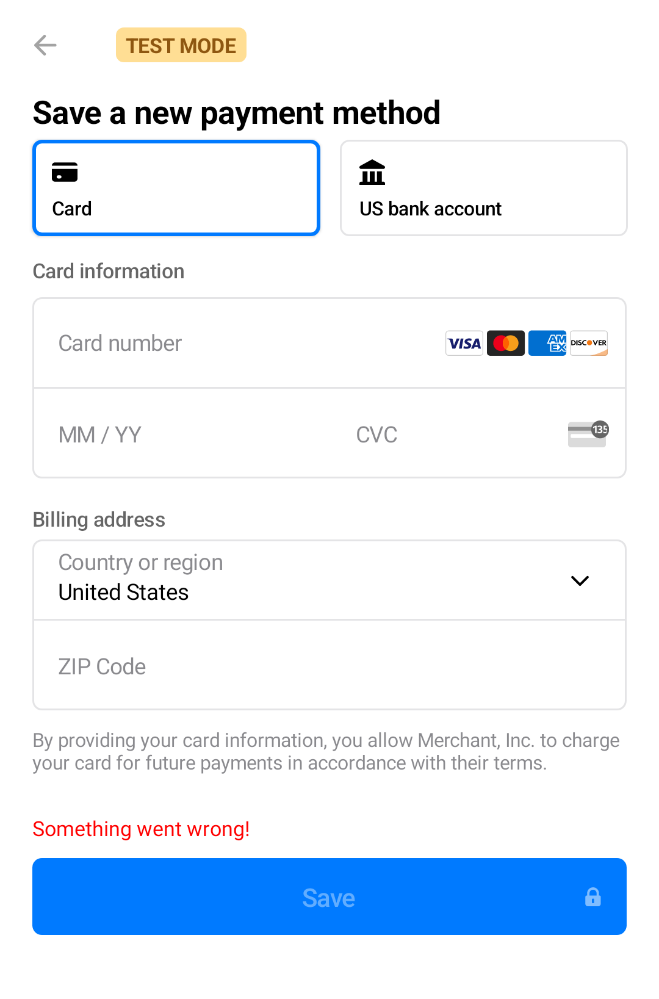 TEST MODE
Save a new payment method
Card
US bank account
Card information
Card number
VISA
AM
EX
DISCOVER
MM / YY
CVC
135
Billing address
Country or region
United States
ZIP Code
By providing your card information, you allow Merchant, Inc. to charge
your card for future payments in accordance with their terms.
Something went wrong!
Save